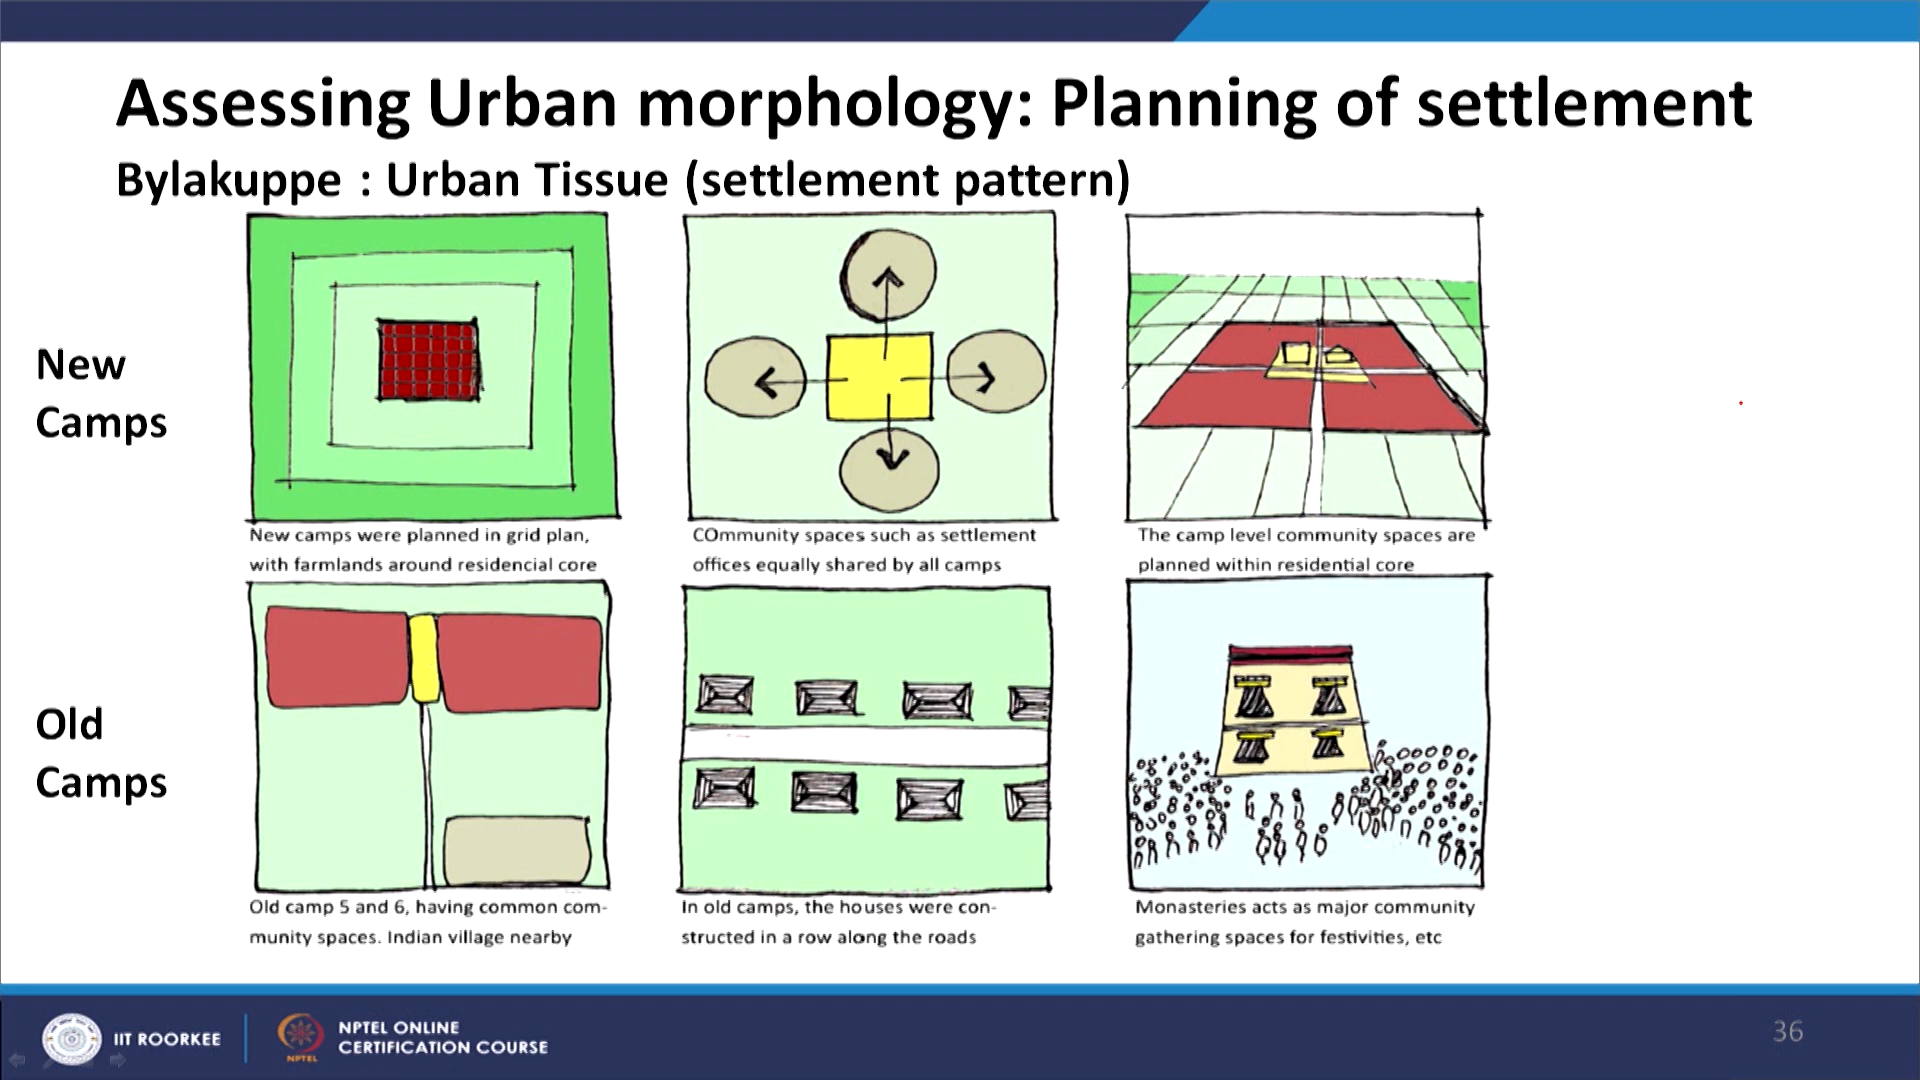 Assessing Urban morphology: Planning of settlement
Bylakuppe : Urban Tissue (settlement pattern)
New
Camps
New camps were planned in grid plan,
with farmlands around residencial core
COmmunity spaces such as settlement
offices equally shared by all camps
The camp level community spaces are
planned within residential core
Old
Camps
Old camp 5 and 6, having common com-
munity spaces. Indian village nearby
In old camps, the houses were con-
structed in a row along the roads
Monasteries acts as major community
gathering spaces for festivities, etc
IIT ROORKEE
NPTEL
NPTEL ONLINE
CERTIFICATION COURSE
36